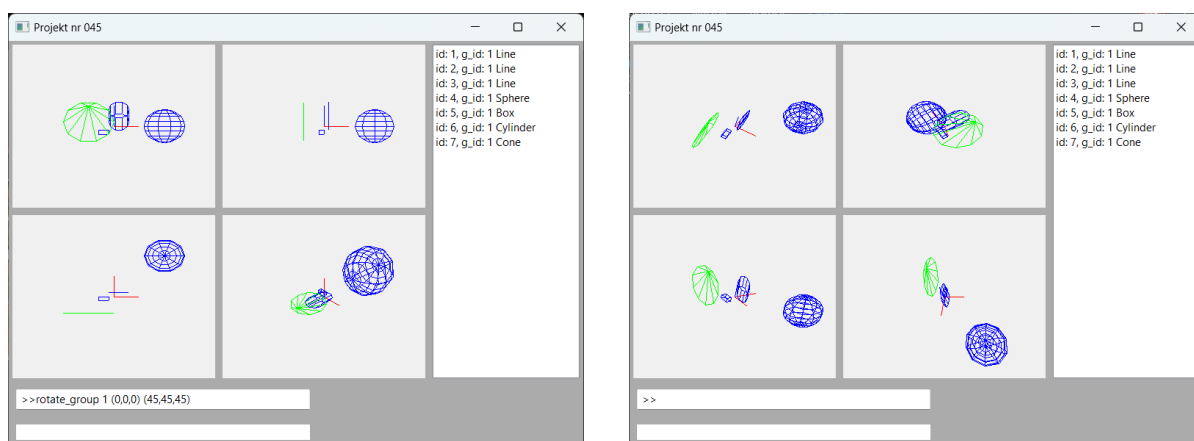 Projekt nr 045
id: 1, g_id: 1 Line
id: 2, g_id: 1 Line
id: 3, g_id: 1 Line
id: 4, g_id: 1 Sphere
id: 5, g_id: 1 Box
id: 6, g_id: 1 Cylinder
id: 7, g_id: 1 Cone
>>rotate_group 1 (0,0,0) (45,45,45)
Projekt nr 045
id: 1, g_id: 1 Line
id: 2, g_id: 1 Line
id: 3, g_id: 1 Line
id: 4, g_id: 1 Sphere
id: 5, g_id: 1 Box
id: 6, g_id: 1 Cylinder
id: 7, g_id: 1 Cone
>>